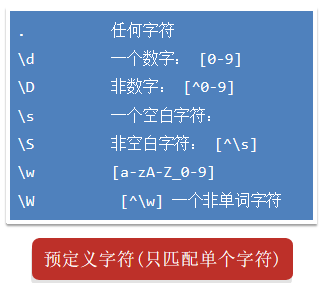 . 任何字符
\d 一个数字: [0-9]
\D 非数字: [^0-9]
\s 一个空白字符:
\S 非空白字符: [^\s]
\w [a-zA-Z_0-9]
\W [^\w] 一个非单词字符
预定义字符(只匹配单个字符)